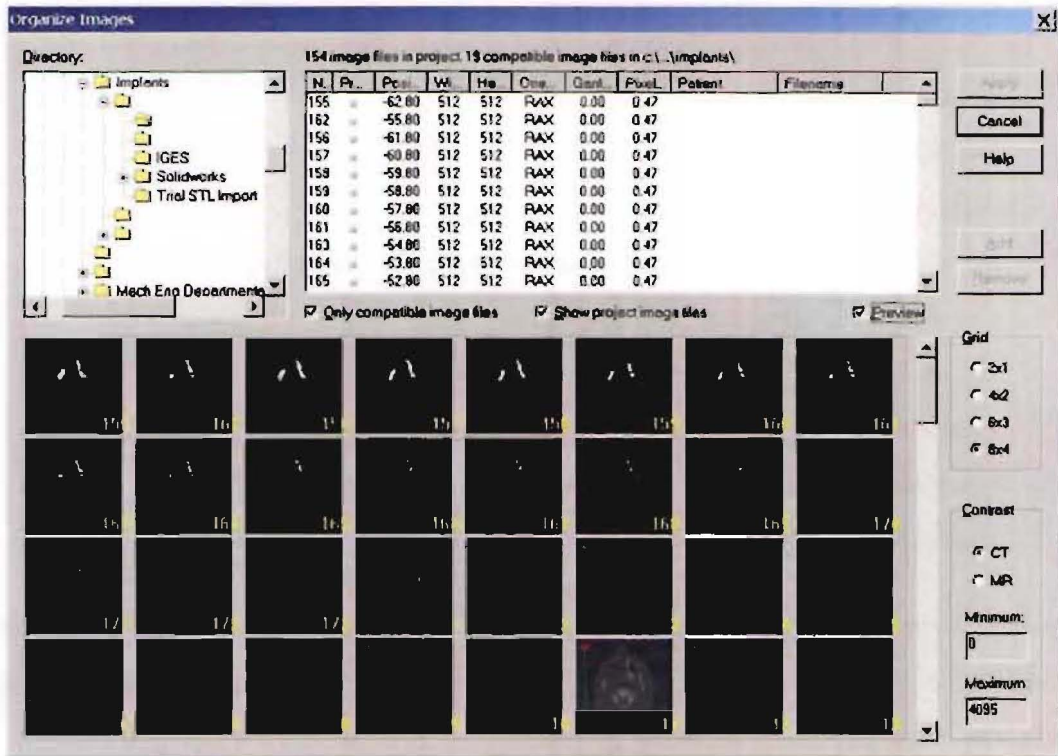 Organize Images
Directory:
Implants
IGES
Solidworks
Trial STL Import
Mech Eng Departments
154 image files in project. 19 compatible image files in c:\...\implants\
N. Pr... Posi... Wi... He... Orie... Gant... Pixel... Patient Filename
155 -62.80 512 512 RAX 0.00 0.47
162 -55.80 512 512 RAX 0.00 0.47
156 -61.80 512 512 RAX 0.00 0.47
157 -60.80 512 512 RAX 0.00 0.47
158 -59.80 512 512 RAX 0.00 0.47
159 -58.80 512 512 RAX 0.00 0.47
160 -57.80 512 512 RAX 0.00 0.47
161 -56.80 512 512 RAX 0.00 0.47
163 -54.80 512 512 RAX 0.00 0.47
164 -53.80 512 512 RAX 0.00 0.47
165 -52.80 512 512 RAX 0.00 0.47
Apply
Cancel
Help
Add
Remove
Only compatible image files
Show project image files
Preview
Grid
2x1
4x2
6x3
8x4
Contrast
CT
MR
Minimum:
0
Maximum
4095